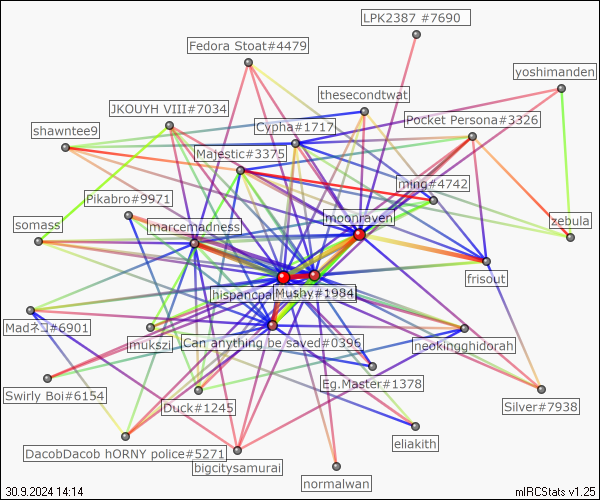 LPK2387 #7690
Fedora Stoat#4479
yoshimanden
thesecondtwat
JKOUYH VIII#7034
Pocket Persona#3326
Cypha#1717
shawntee9
Majestic#3375
ming#4742
Pikabro#9971
moonraven
zebula
somass
marcemadness
frisout
Musby#1984
Madネコ#6901
mukszi
Can anything be saved#0396
neokingghidorah
Eg.Master#1378
Swirly Boi#6154
Duck#1245
Silver#7938
eliakith
DacobDacob hORNY police#5271
bigcitysamurai
normalwan
30.9.2024 14:14
mIRCStats v1.25